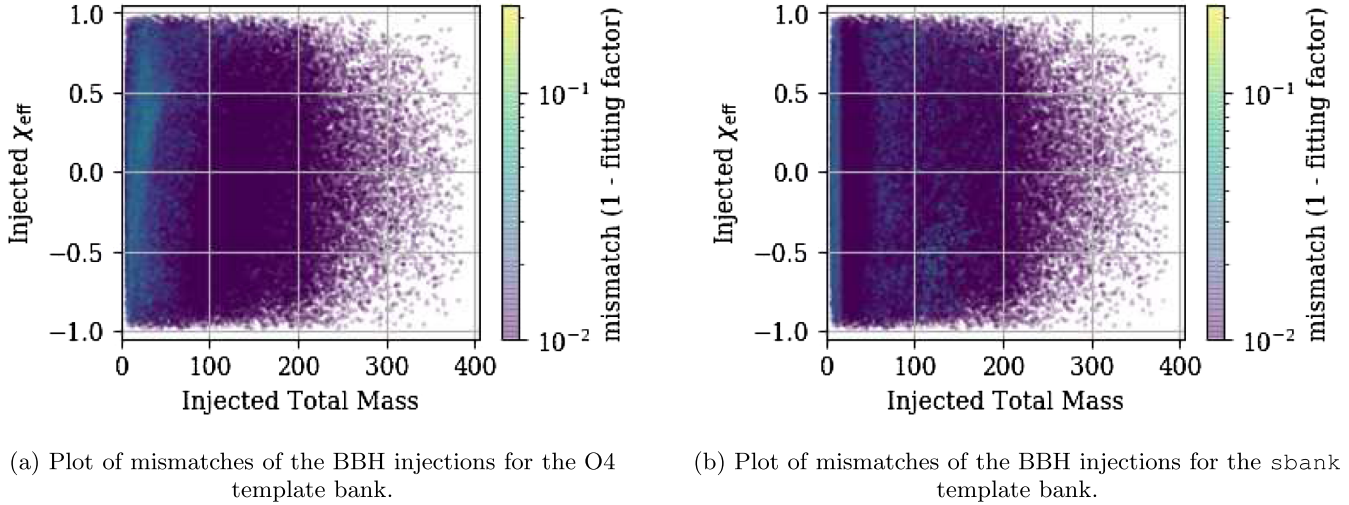 1.0
0.5
0.0
−0.5
−1.0
Injected χeff
0 100 200 300 400
Injected Total Mass
10−1
10−2
mismatch (1 - fitting factor)
(a) Plot of mismatches of the BBH injections for the O4
template bank.
1.0
0.5
0.0
−0.5
−1.0
Injected χeff
0 100 200 300 400
Injected Total Mass
10−1
10−2
mismatch (1 - fitting factor)
(b) Plot of mismatches of the BBH injections for the sbank
template bank.